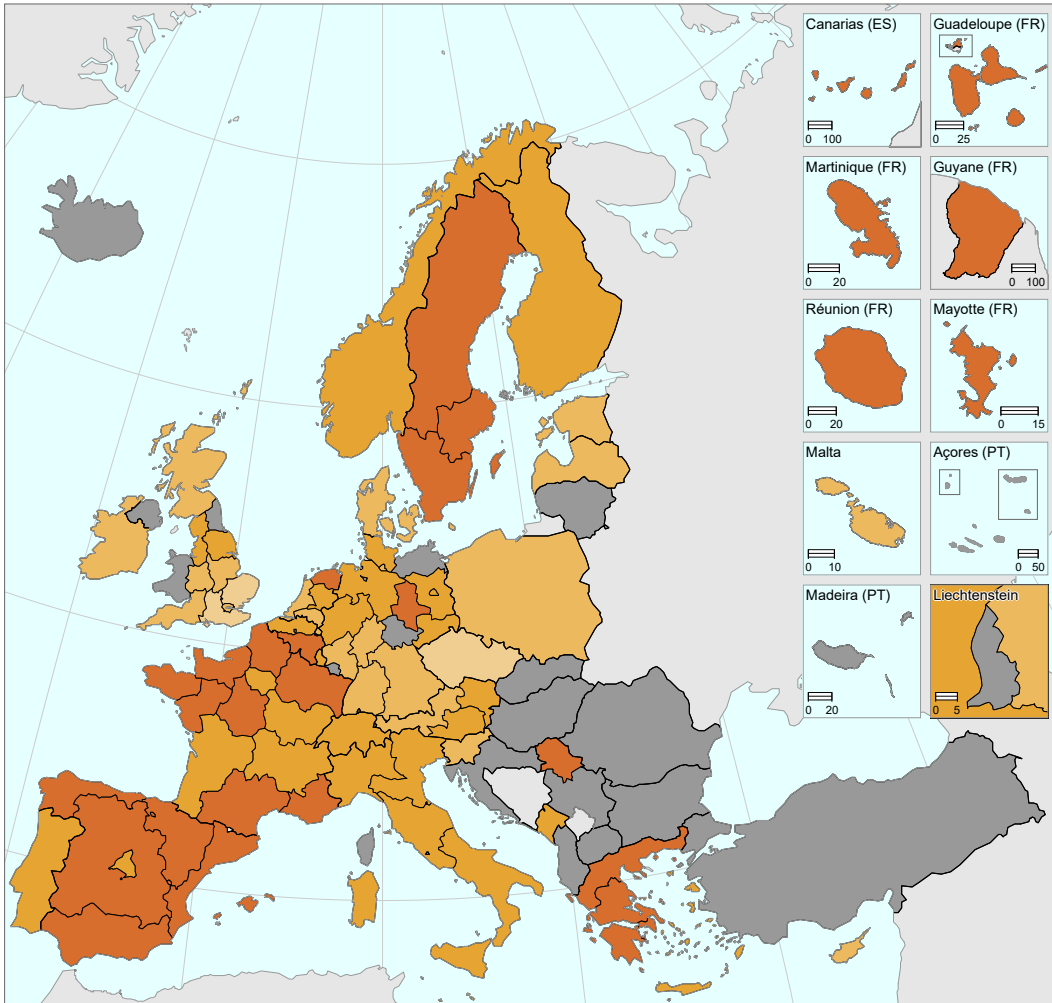 Canarias (ES)
0 100
Guadeloupe (FR)
0 25
Martinique (FR)
0 20
Guyane (FR)
0 100
Réunion (FR)
0 20
Mayotte (FR)
0 15
Malta
0 10
Açores (PT)
0 50
Madeira (PT)
0 20
Liechtenstein
0 5